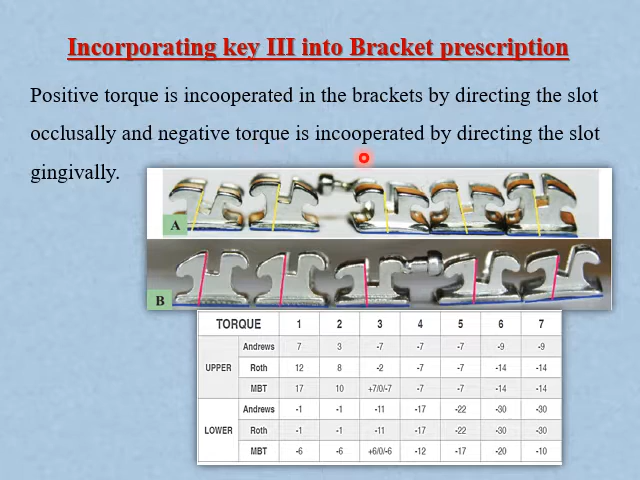 Incorporating key III into Bracket prescription
Positive torque is incooperated in the brackets by directing the slot
occlusally and negative torque is incooperated by directing the slot
gingivally.
A
B
TORQUE 1 2 3 4 5 6 7
UPPER
Andrews 7 3 -7 -7 -7 -9 -9
Roth 12 8 -2 -7 -7 -14 -14
MBT 17 10 +7/0/-7 -7 -7 -14 -14
LOWER
Andrews -1 -1 -11 -17 -22 -30 -30
Roth -1 -1 -11 -17 -22 -30 -30
MBT -6 -6 +6/0/-6 -12 -17 -20 -10